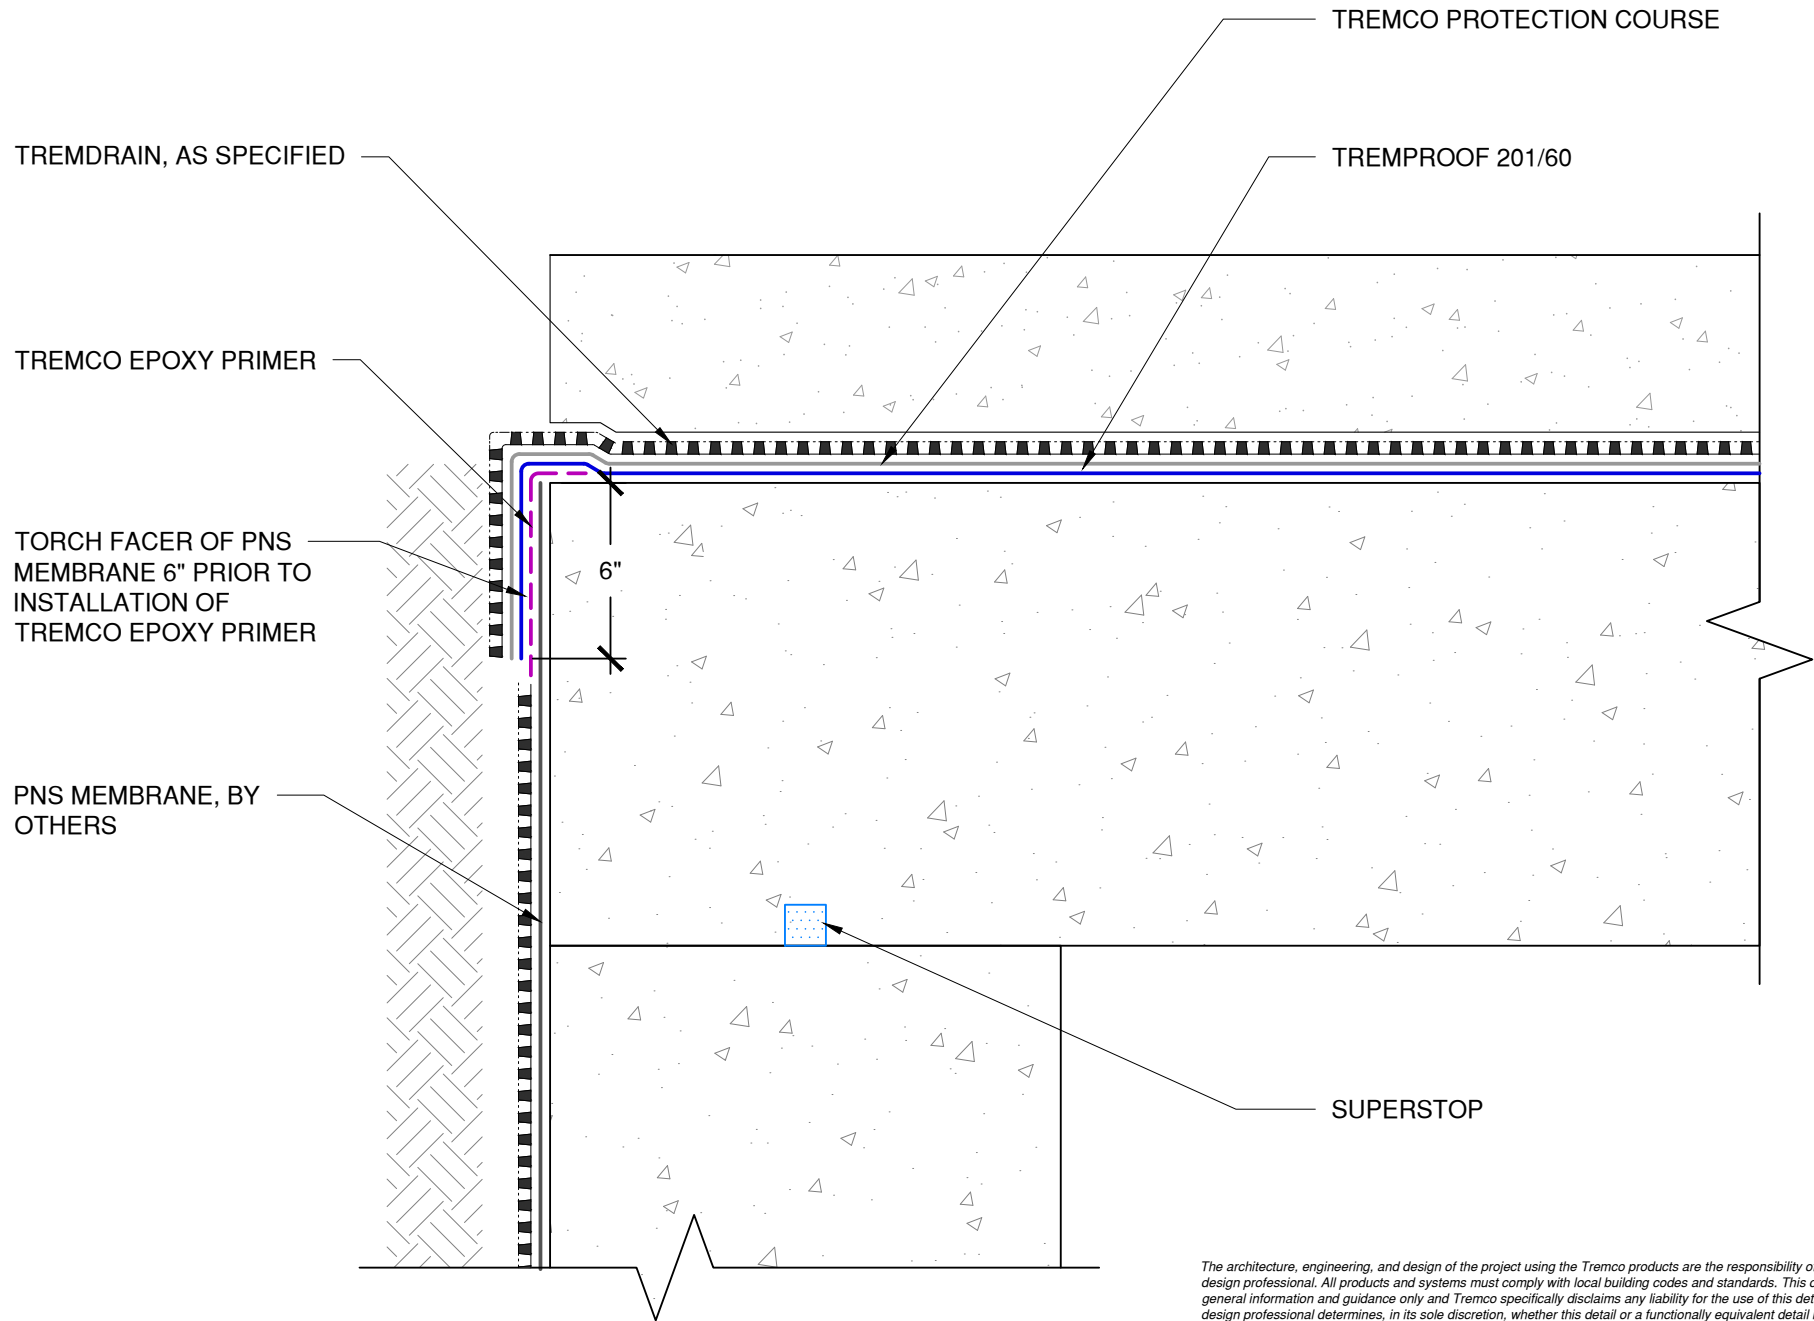 TREMCO PROTECTION COURSE
TREMDRAIN, AS SPECIFIED
TREMPROOF 201/60
TREMCO EPOXY PRIMER
TORCH FACER OF PNS
MEMBRANE 6" PRIOR TO
INSTALLATION OF
TREMCO EPOXY PRIMER
6"
PNS MEMBRANE, BY
OTHERS
SUPERSTOP
The architecture, engineering, and design of the project using the Tremco products are the responsibility of
design professional. All products and systems must comply with local building codes and standards. This
general information and guidance only and Tremco specifically disclaims any liability for the use of this
design professional determines, in its sole discretion, whether this detail or a functionally equivalent detail